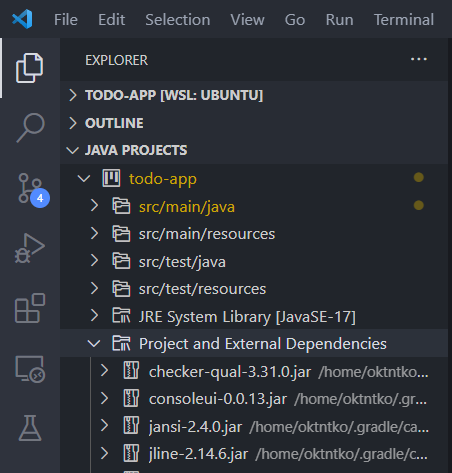 File Edit Selection View Go Run Terminal
EXPLORER ...
TODO-APP [WSL: UBUNTU]
OUTLINE
JAVA PROJECTS
todo-app
src/main/java
src/main/resources
4
src/test/java
src/test/resources
JRE System Library [JavaSE-17]
Project and External Dependencies
checker-qual-3.31.0.jar /home/oktntko...
consoleui-0.0.13.jar /home/oktntko/.gr...
jansi-2.4.0.jar /home/oktntko/.gradle/ca...
jline-2.14.6.jar /home/oktntko/.gradle/c...